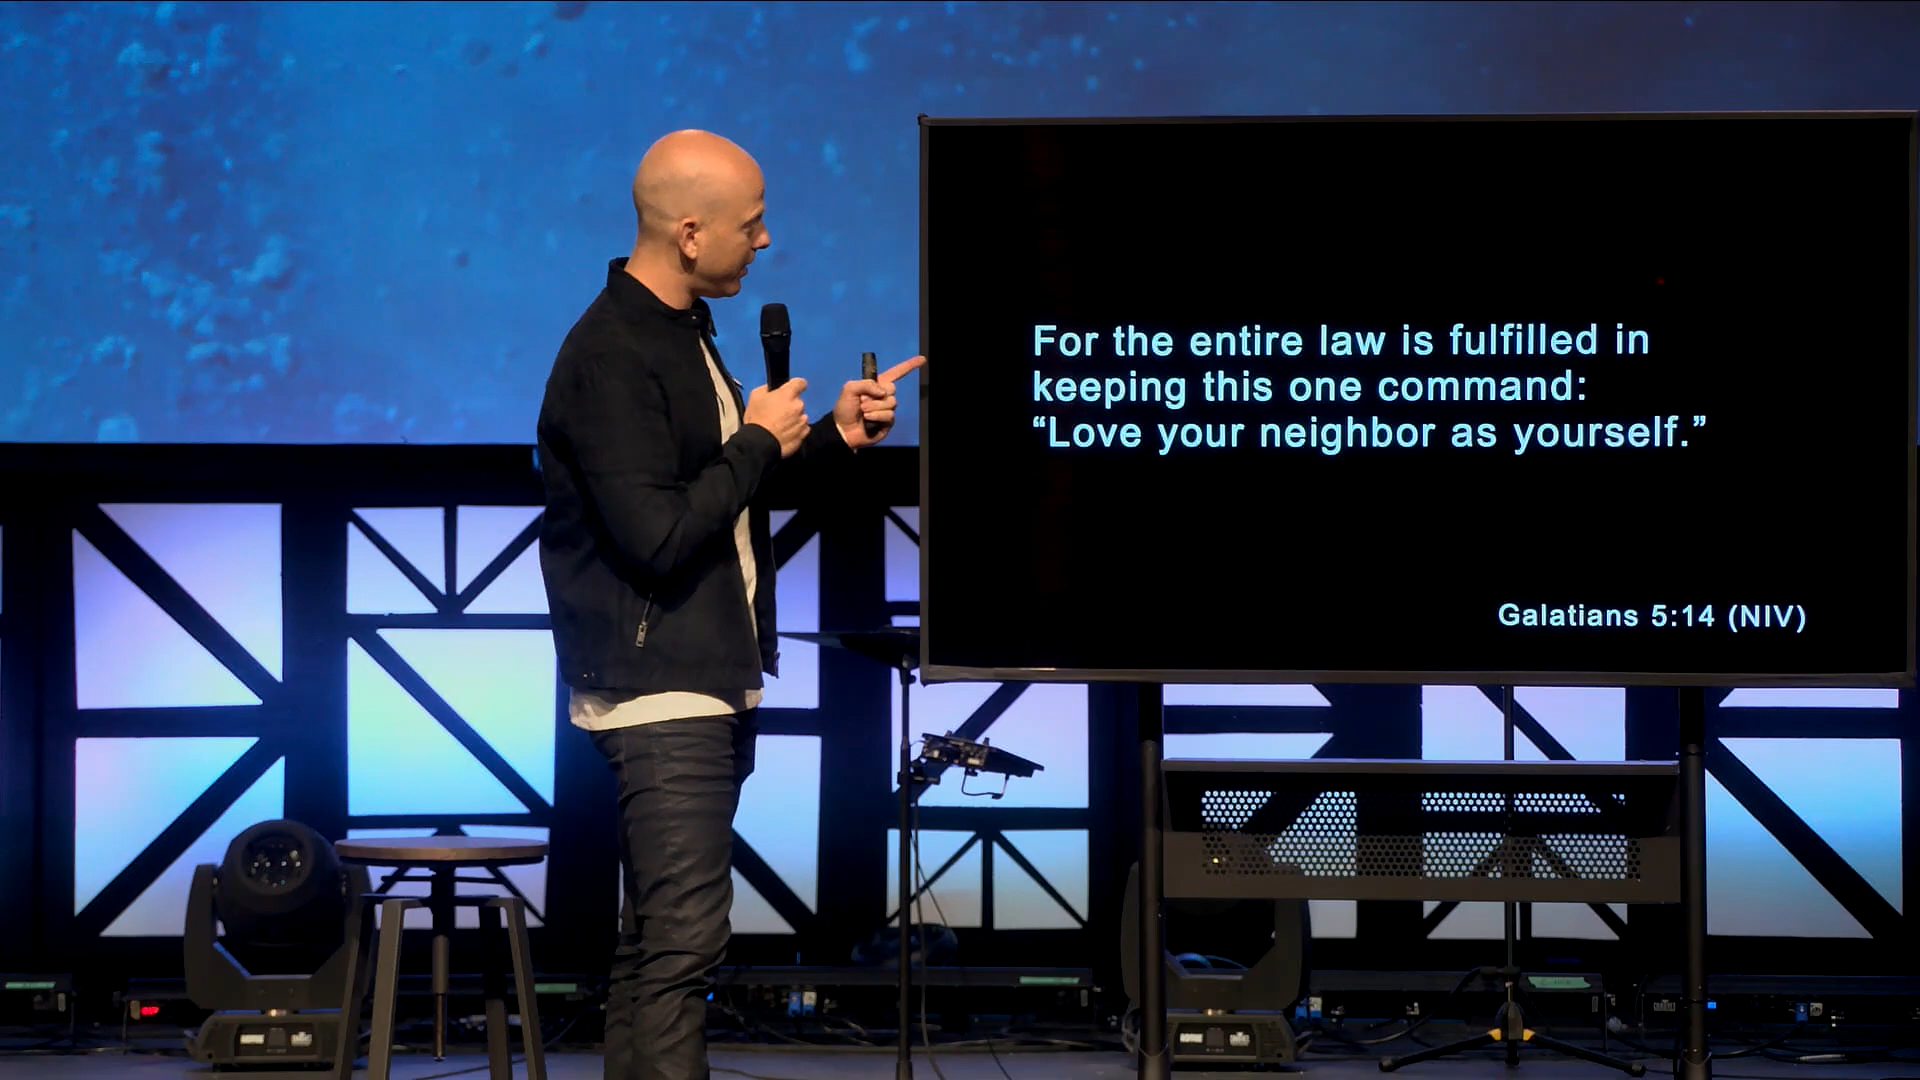 For the entire law is fulfilled in
keeping this one command:
“Love your neighbor as yourself.”
Galatians 5:14 (NIV)